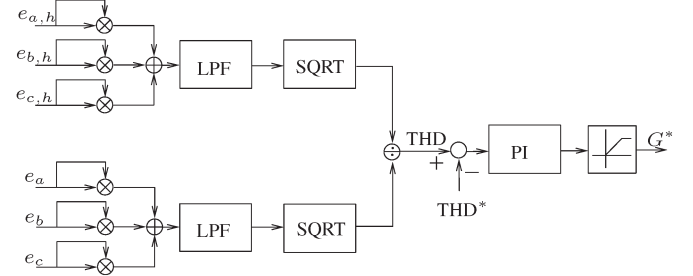 e_{a,h}
e_{b,h}
LPF
SQRT
e_{c,h}
THD
+
PI
G*
−
THD*
e_a
e_b
LPF
SQRT
e_c